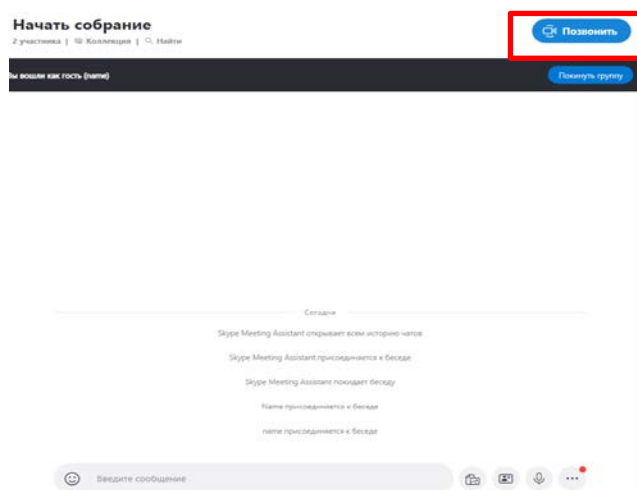 Начать собрание
Позвонить
2 участника | Коллекция | Найти
Вы вошли как гость (name)
Покинуть группу
Сегодня
Skype Meeting Assistant открывает всем историю чатов
Skype Meeting Assistant присоединяется к беседе
Skype Meeting Assistant покидает беседу
Name присоединяется к беседе
name присоединяется к беседе
Введите сообщение